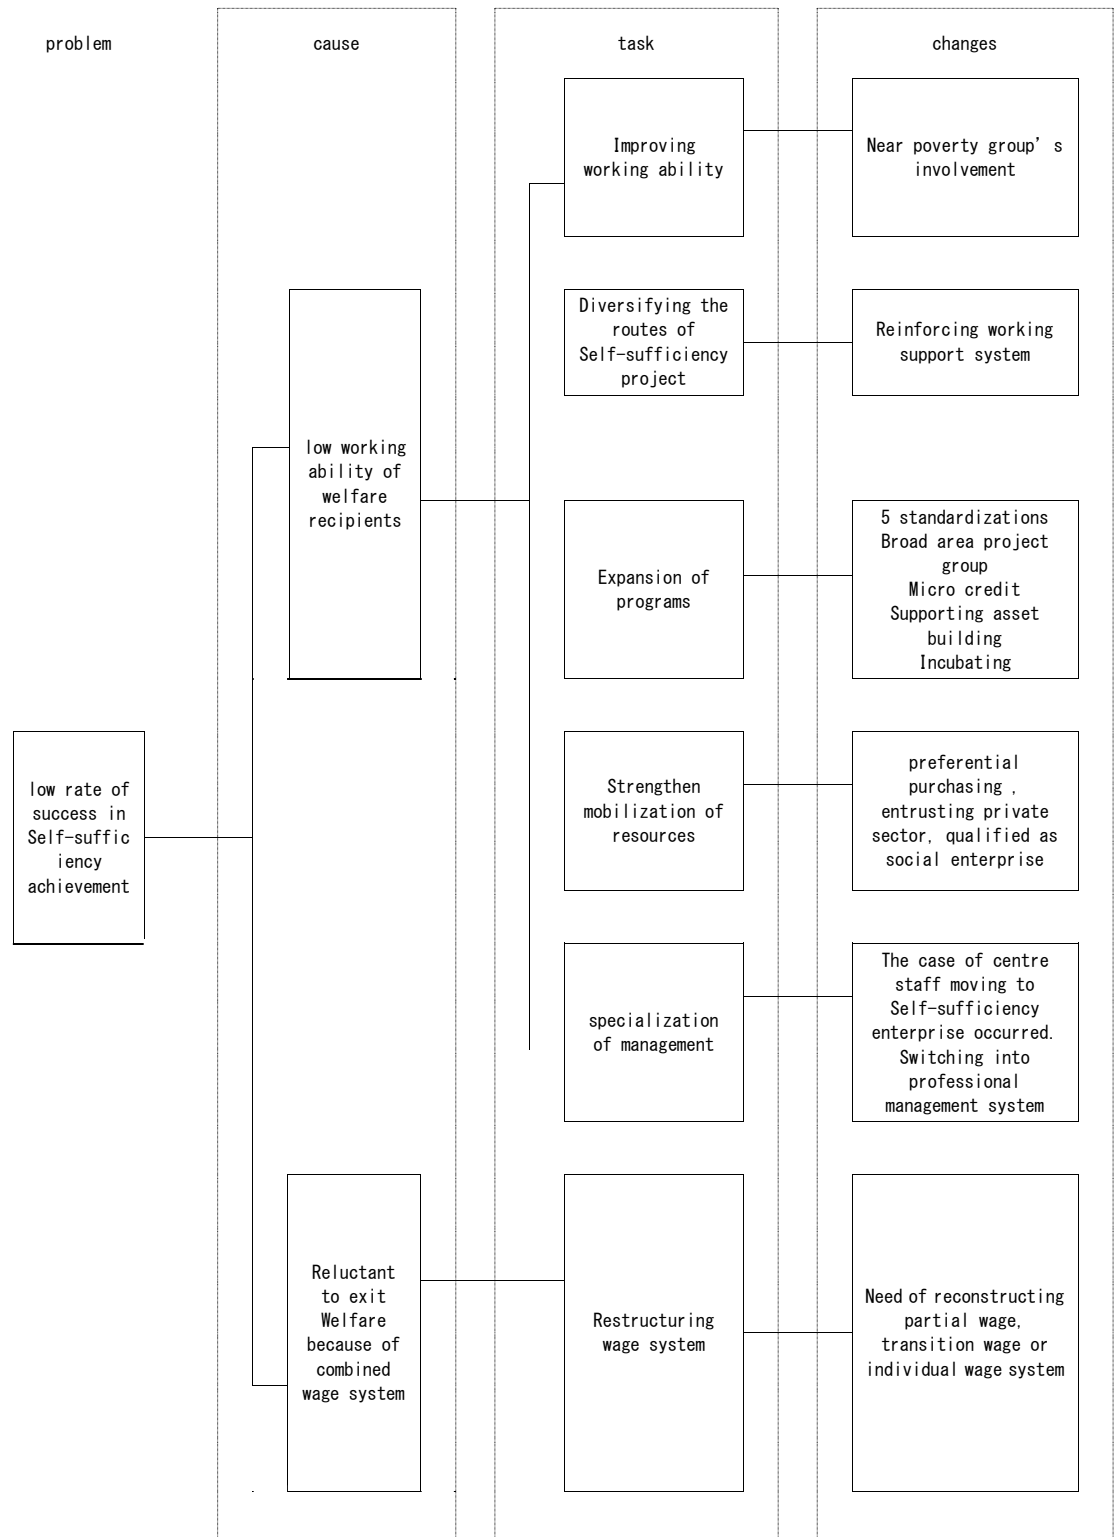 problem
cause
task
changes
low rate of
success in
Self-suffic
iency
achievement
low working
ability of
welfare
recipients
Reluctant
to exit
Welfare
because of
combined
wage system
Improving
working ability
Diversifying the
routes of
Self-sufficiency
project
Expansion of
programs
Strengthen
mobilization of
resources
specialization
of management
Restructuring
wage system
Near poverty group’s
involvement
Reinforcing working
support system
5 standardizations
Broad area project
group
Micro credit
Supporting asset
building
Incubating
preferential
purchasing ,
entrusting private
sector, qualified as
social enterprise
The case of centre
staff moving to
Self-sufficiency
enterprise occurred.
Switching into
professional
management system
Need of reconstructing
partial wage,
transition wage or
individual wage system